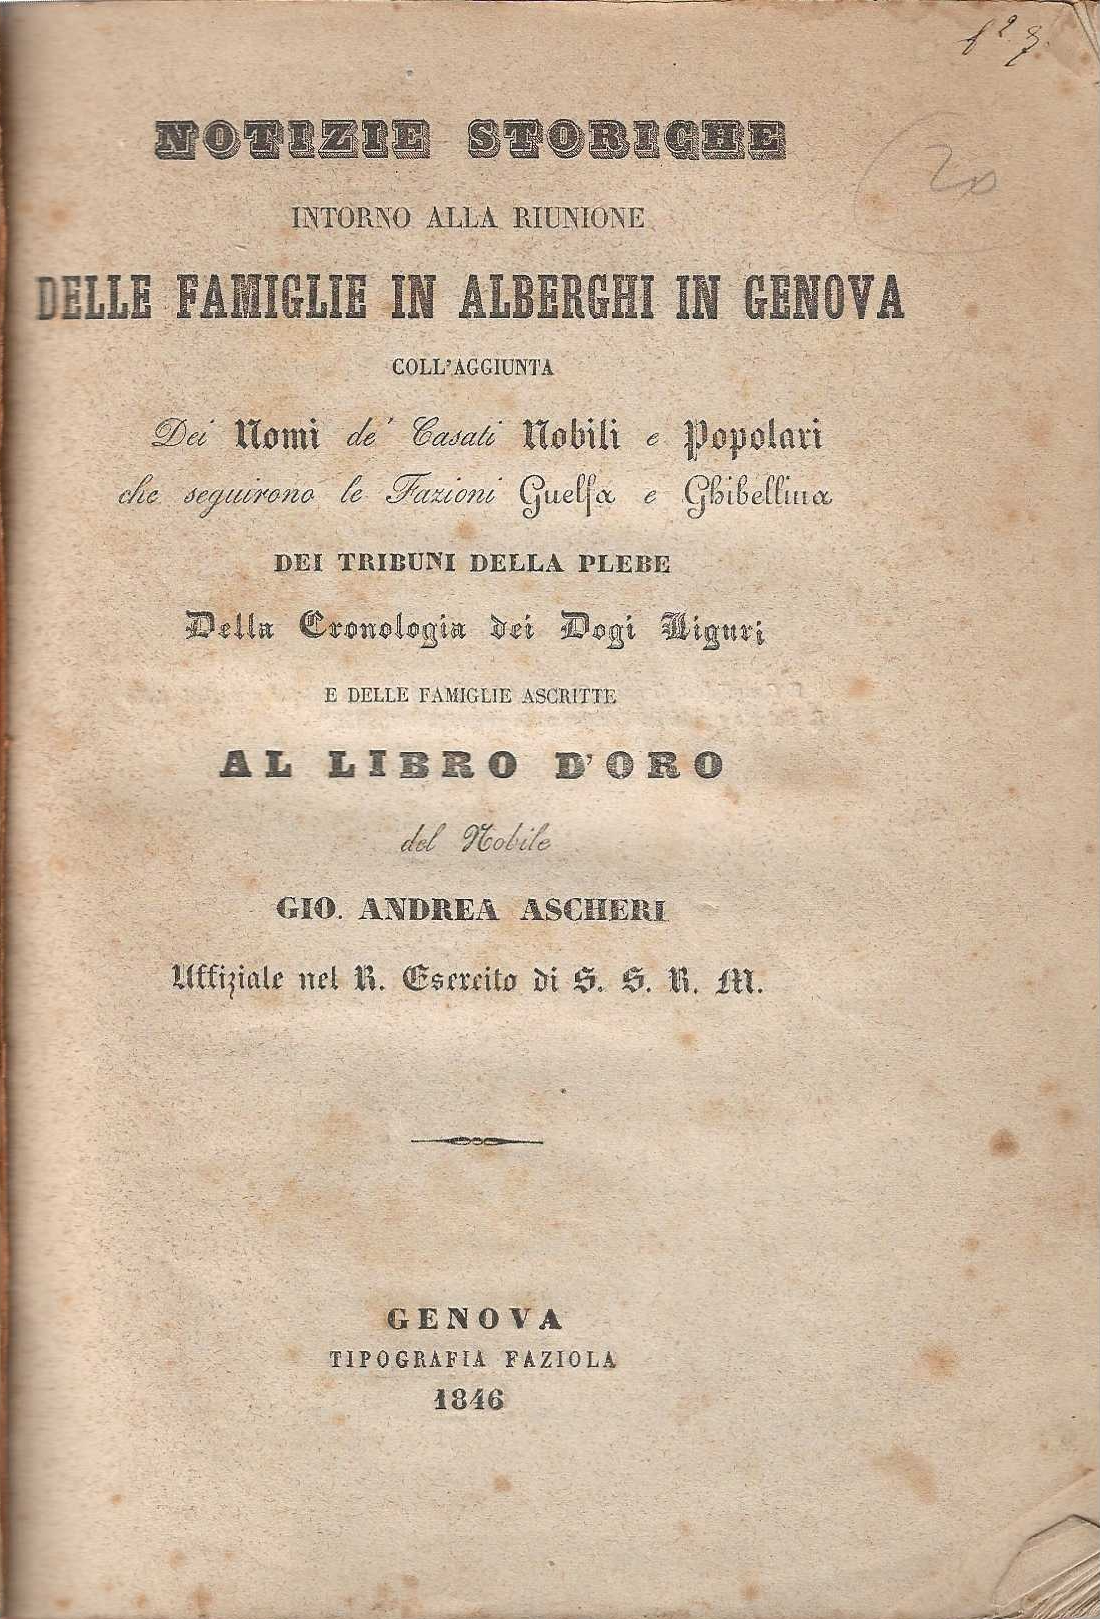 NOTIZIE STORICHE
INTORNO ALLA RIUNIONE
DELLE FAMIGLIE IN ALBERGHI IN GENOVA
COLL'AGGIUNTA
Dei Nomi de' Casati Nobili e Popolari
che seguirono le Fazioni Guelfa e Ghibellina
DEI TRIBUNI DELLA PLEBE
Della Cronologia dei Dogi Liguri
E DELLE FAMIGLIE ASCRITTE
AL LIBRO D'ORO
del Nobile
GIO. ANDREA ASCHERI
Uffiziale nel R. Esercito di S. S. R. M.
GENOVA
TIPOGRAFIA FAZIOLA
1846